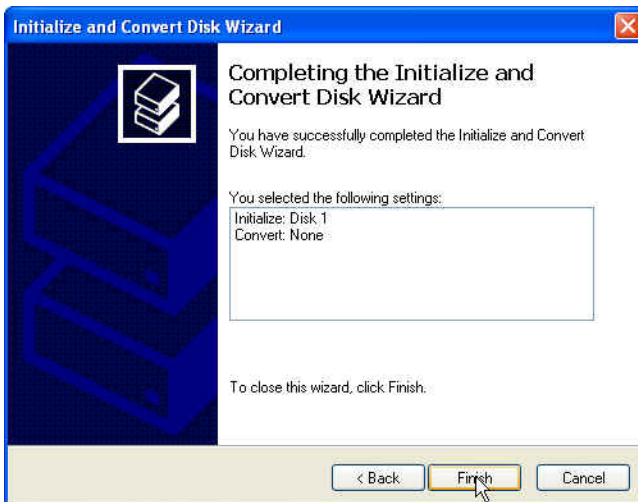 Initialize and Convert Disk Wizard
Completing the Initialize and
Convert Disk Wizard
You have successfully completed the Initialize and Convert
Disk Wizard.
You selected the following settings:
Initialize: Disk 1
Convert: None
To close this wizard, click Finish.
< Back
Finish
Cancel